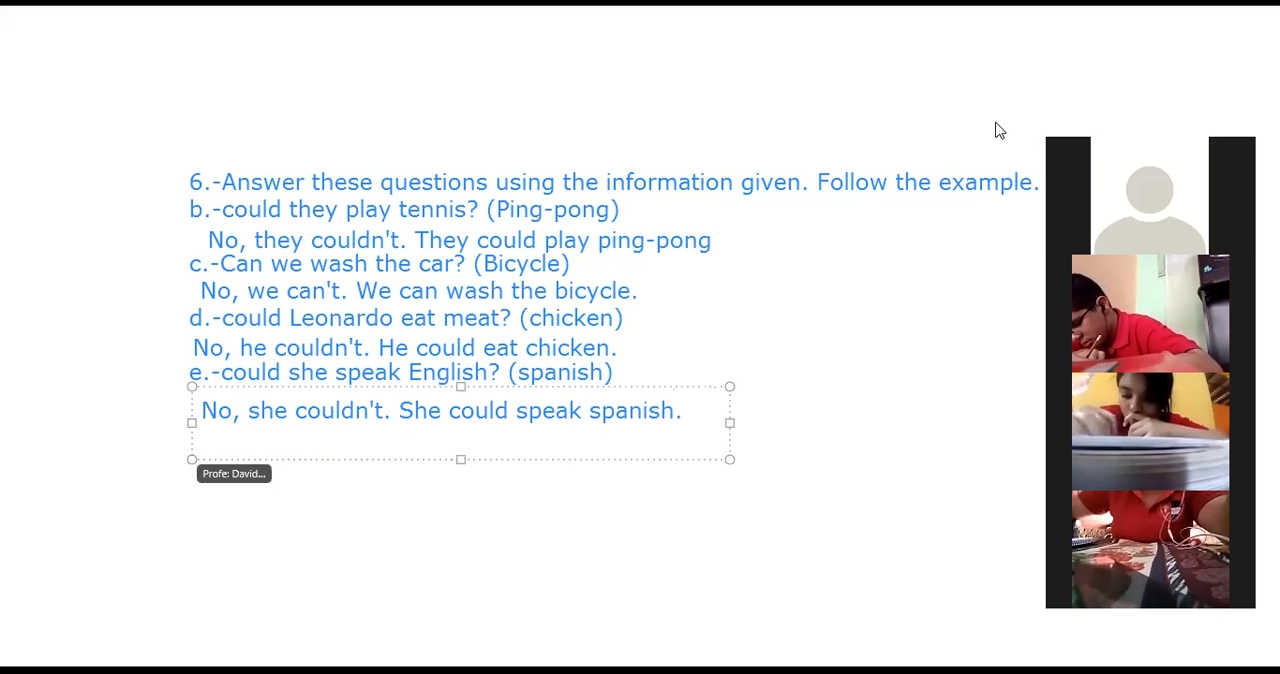 6.-Answer these questions using the information given. Follow the example.
b.-could they play tennis? (Ping-pong)
No, they couldn't. They could play ping-pong
c.-Can we wash the car? (Bicycle)
No, we can't. We can wash the bicycle.
d.-could Leonardo eat meat? (chicken)
No, he couldn't. He could eat chicken.
e.-could she speak English? (spanish)
No, she couldn't. She could speak spanish.
Profe: David...